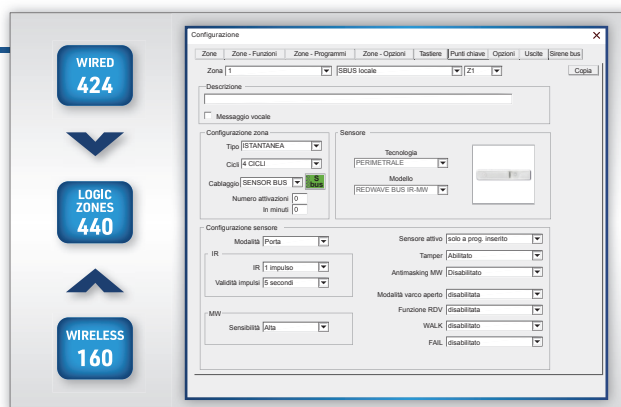 WIRED
424
LOGIC
ZONES
440
WIRELESS
160
Configurazione
Zone Zone - Funzioni Zone - Programmi Zone - Opzioni Tastiere Punti chiave Opzioni Uscite Sirene bus
Zona 1 SBUS locale Z1 Copia
Descrizione
Messaggio vocale
Configurazione zona
Tipo ISTANTANEA
Cicli 4 CICLI
Cablaggio SENSOR BUS S bus
Numero attivazioni 0
In minuti 0
Sensore
Tecnologia
PERIMETRALE
Modello
REDWAVE BUS IR-MW
Configurazione sensore
Modalità Porta
IR
IR 1 impulso
Validità impulsi 5 secondi
MW
Sensibilità Alta
Sensore attivo solo a prog. inserito
Tamper Abilitato
Antimasking MW Disabilitato
Modalità varco aperto disabilitata
Funzione RDV disabilitata
WALK disabilitato
FAIL disabilitato